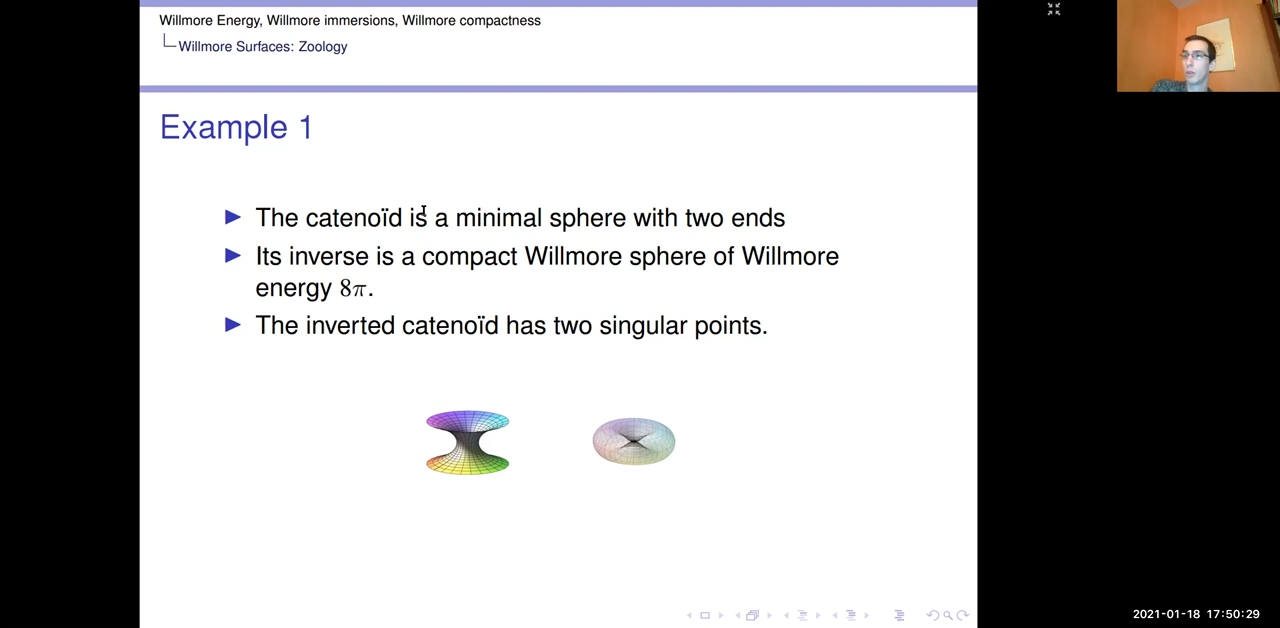 Willmore Energy, Willmore immersions, Willmore compactness
Willmore Surfaces: Zoology
Example 1
The catenoïd is a minimal sphere with two ends
Its inverse is a compact Willmore sphere of Willmore
energy 8π.
The inverted catenoïd has two singular points.
2021-01-18 17:50:29